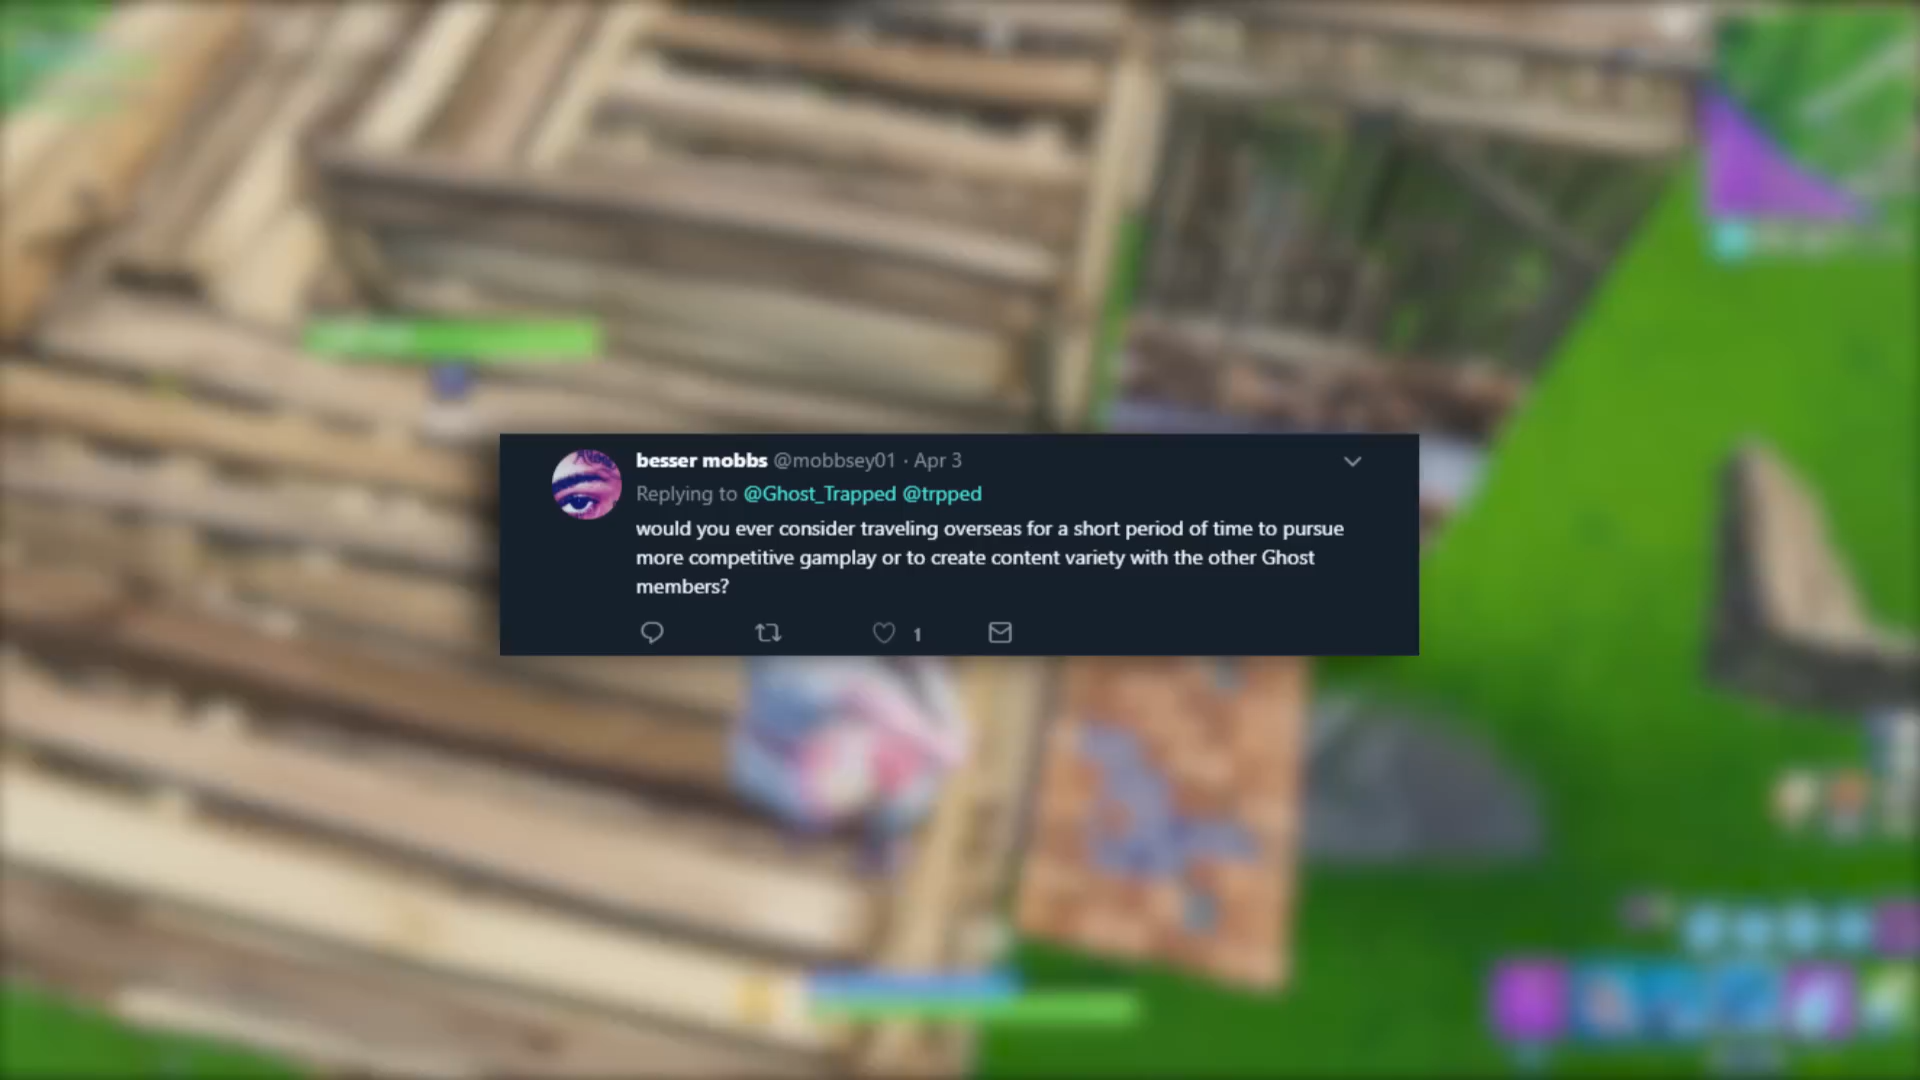 besser mobbs @mobbsey01 · Apr 3
Replying to @Ghost_Trapped @trpped
would you ever consider traveling overseas for a short period of time to pursue
more competitive gamplay or to create content variety with the other Ghost
members?
1